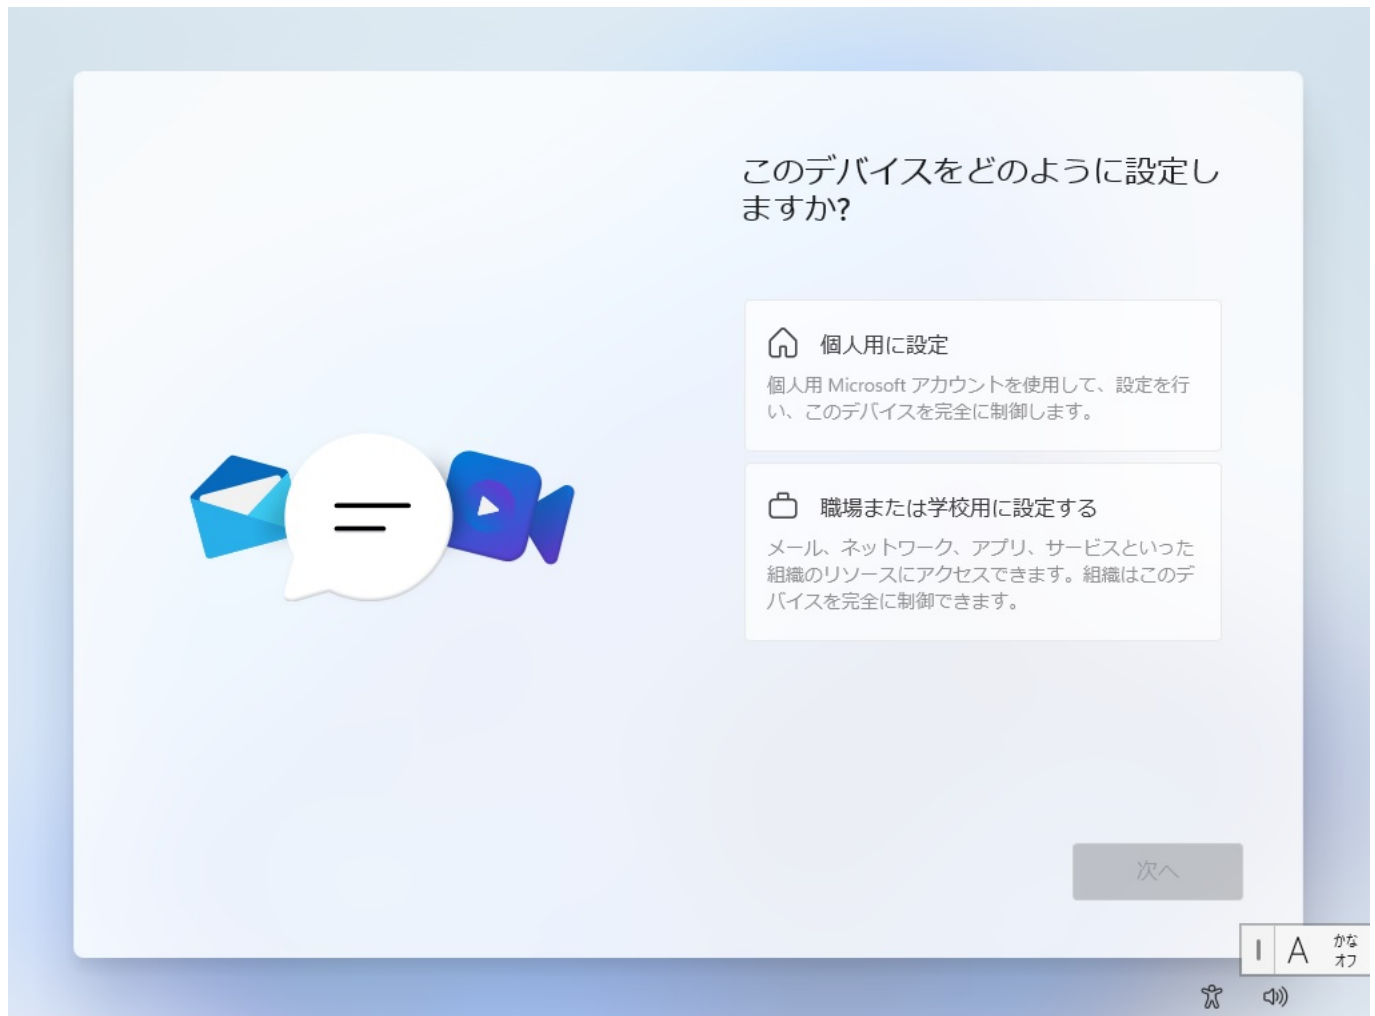 このデバイスをどのように設定し
ますか?
個人用に設定
個人用 Microsoft アカウントを使用して、設定を行
い、このデバイスを完全に制御します。
職場または学校用に設定する
メール、ネットワーク、アプリ、サービスといった
組織のリソースにアクセスできます。組織はこのデ
バイスを完全に制御できます。
次へ
A
かな
オフ